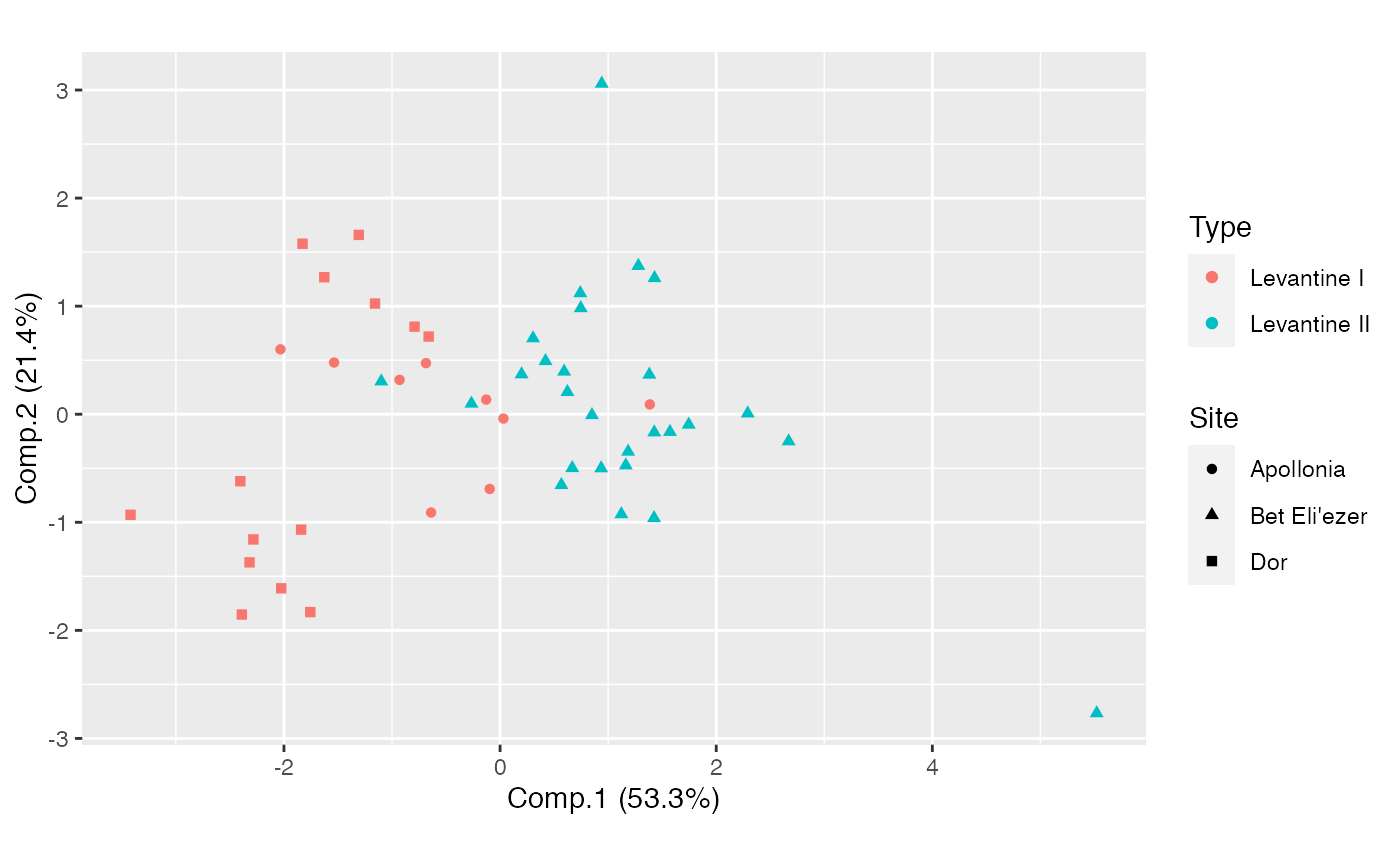 3
2
1
0
-1
-2
-3
-2
0
2
4
Comp.1 (53.3%)
Comp.2 (21.4%)
Type
Levantine I
Levantine II
Site
Apollonia
Bet Eli'ezer
Dor